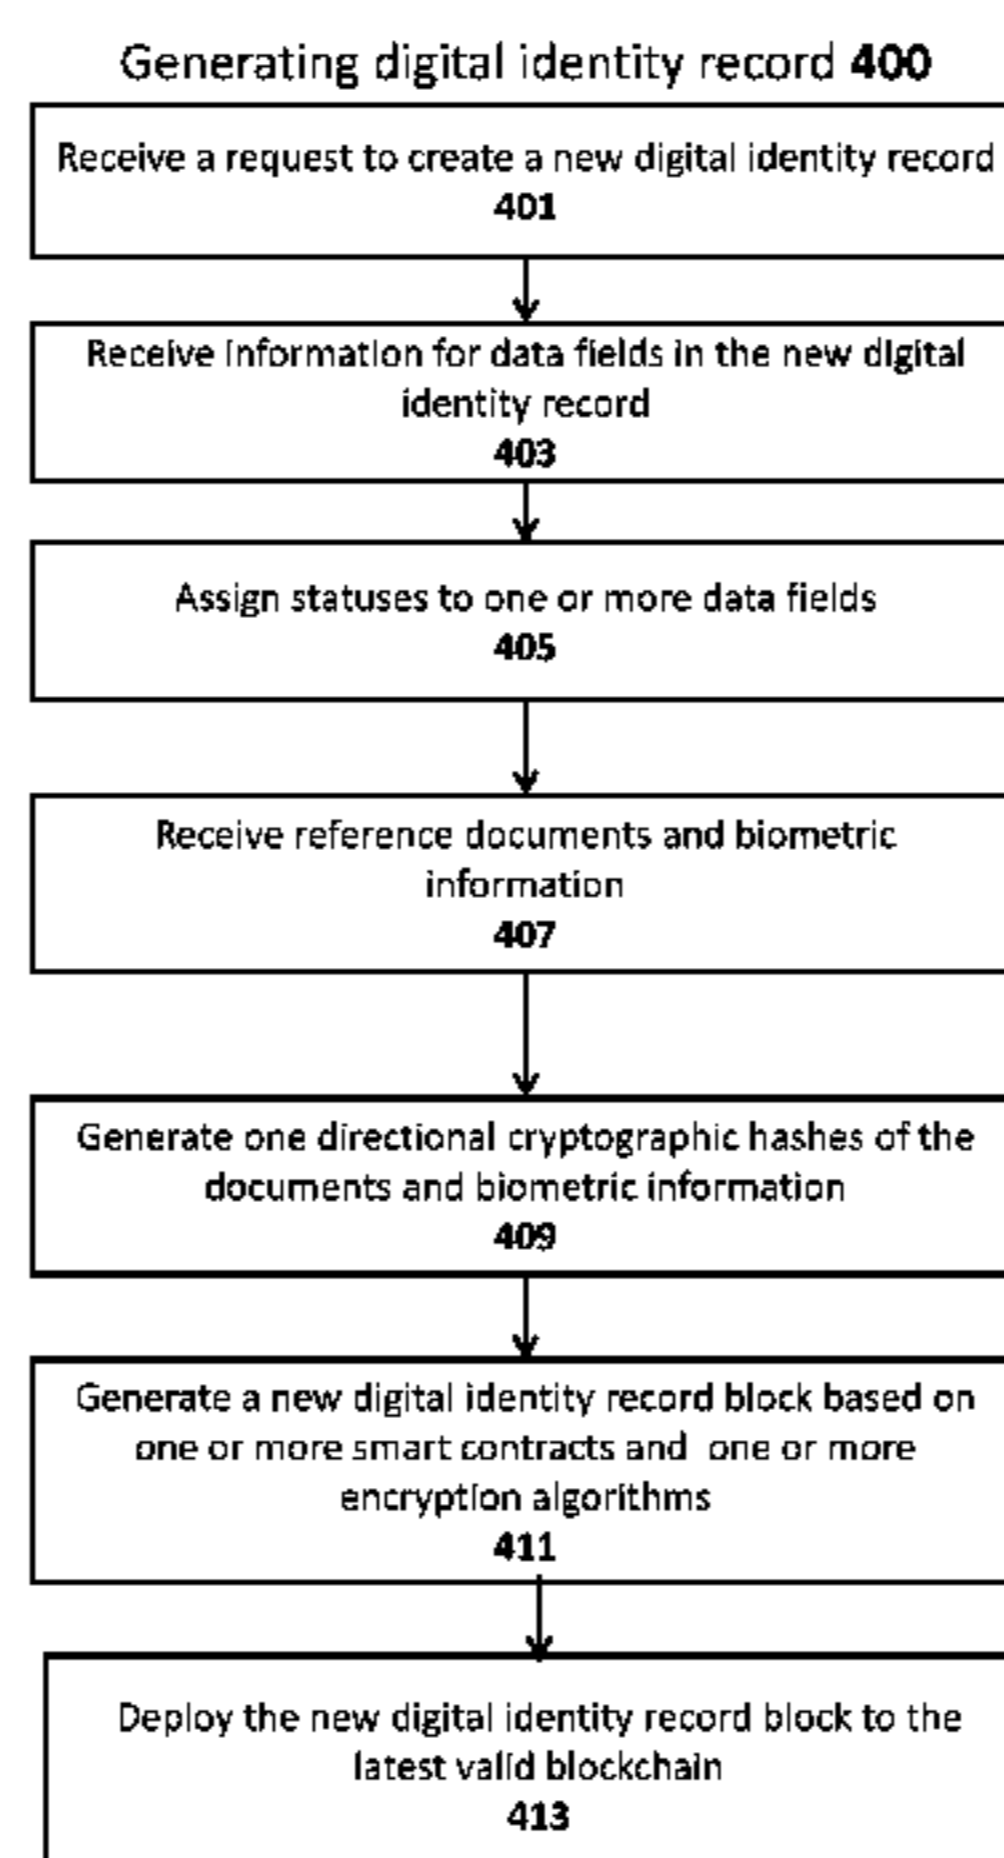 Generating digital identity record 400
Receive a request to create a new digital identity record
401
Receive information for data fields in the new digital
identity record
403
Assign statuses to one or more data fields
405
Receive reference documents and biometric
information
407
Generate one directional cryptographic hashes of the
documents and biometric information
409
Generate a new digital identity record block based on
one or more smart contracts and one or more
encryption algorithms
411
Deploy the new digital identity record block to the
latest valid blockchain
413